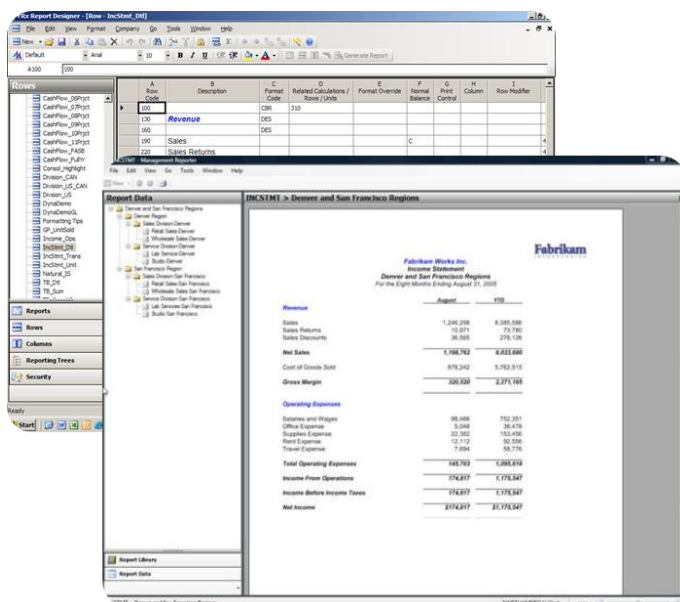 FRx Report Designer - [Row - IncStmt_Dtl]
File Edit View Format Company Go Tools Window Help
New
Default Arial 10 B I U Generate Report
A100 100
Rows
CashFlow_06Prjct
CashFlow_07Prjct
CashFlow_08Prjct
CashFlow_09Prjct
CashFlow_10Prjct
CashFlow_11Prjct
CashFlow_FASB
CashFlow_FullYr
Consol_Highlight
Division_CAN
Division_US_CAN
Division_US
DynaDemo
DynaDemoGL
Formatting Tips
GP_UnitSold
Income_Ops
IncStmt_Dtl
IncStmt_Trans
IncStmt_Unit
Natural_IS
TB_Dtl
TB_Sum
Reports
Rows
Columns
Reporting Trees
Security
Ready
Start
A B C D E F G H I
Row Code Description Format Code Related Calculations / Rows / Units Format Override Normal Balance Print Control Column Row Modifier
100 CBR 310
130 Revenue DES
160 DES
190 Sales C 4
220 Sales Returns 4
INCSTMT - Management Reporter
File Edit View Go Tools Window Help
New
Report Data
Denver and San Francisco Regions
Denver Region
Sales Division-Denver
Retail Sales-Denver
Wholesale Sales-Denver
Service Division-Denver
Lab Service-Denver
Studio-Denver
San Francisco Region
Sales Division San Francisco
Retail Sales San Francisco
Wholesale Sales San Francisco
Service Division San Francisco
Lab Services San Francisco
Studio San Francisco
Report Library
Report Data
INCSTMT > Denver and San Francisco Regions
Fabrikam
Fabrikam Works Inc.
Income Statement
Denver and San Francisco Regions
For the Eight Months Ending August 31, 2005
August YTD
Revenue
Sales 1,246,298 8,385,586
Sales Returns 10,971 73,780
Sales Discounts 36,565 278,126
Net Sales 1,198,762 8,033,680
Cost of Goods Sold 878,242 5,762,515
Gross Margin 320,520 2,271,165
Operating Expenses
Salaries and Wages 98,466 752,351
Office Expense 5,048 38,478
Supplies Expense 22,382 153,456
Rent Expense 12,112 92,556
Travel Expense 7,694 58,776
Total Operating Expenses 145,703 1,095,618
Income From Operations 174,817 1,175,547
Income Before Income Taxes 174,817 1,175,547
Net Income $174,817 $1,175,547